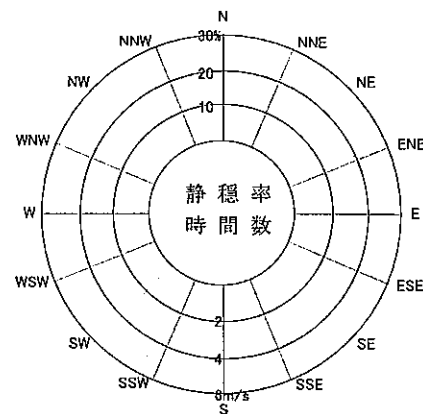 N
NNW 30% NNE
NW 20 NE
10
WNW ENE
静穏率
W E
時間数
WSW ESE
2
SW 4 SE
SSW 6m/s SSE
S